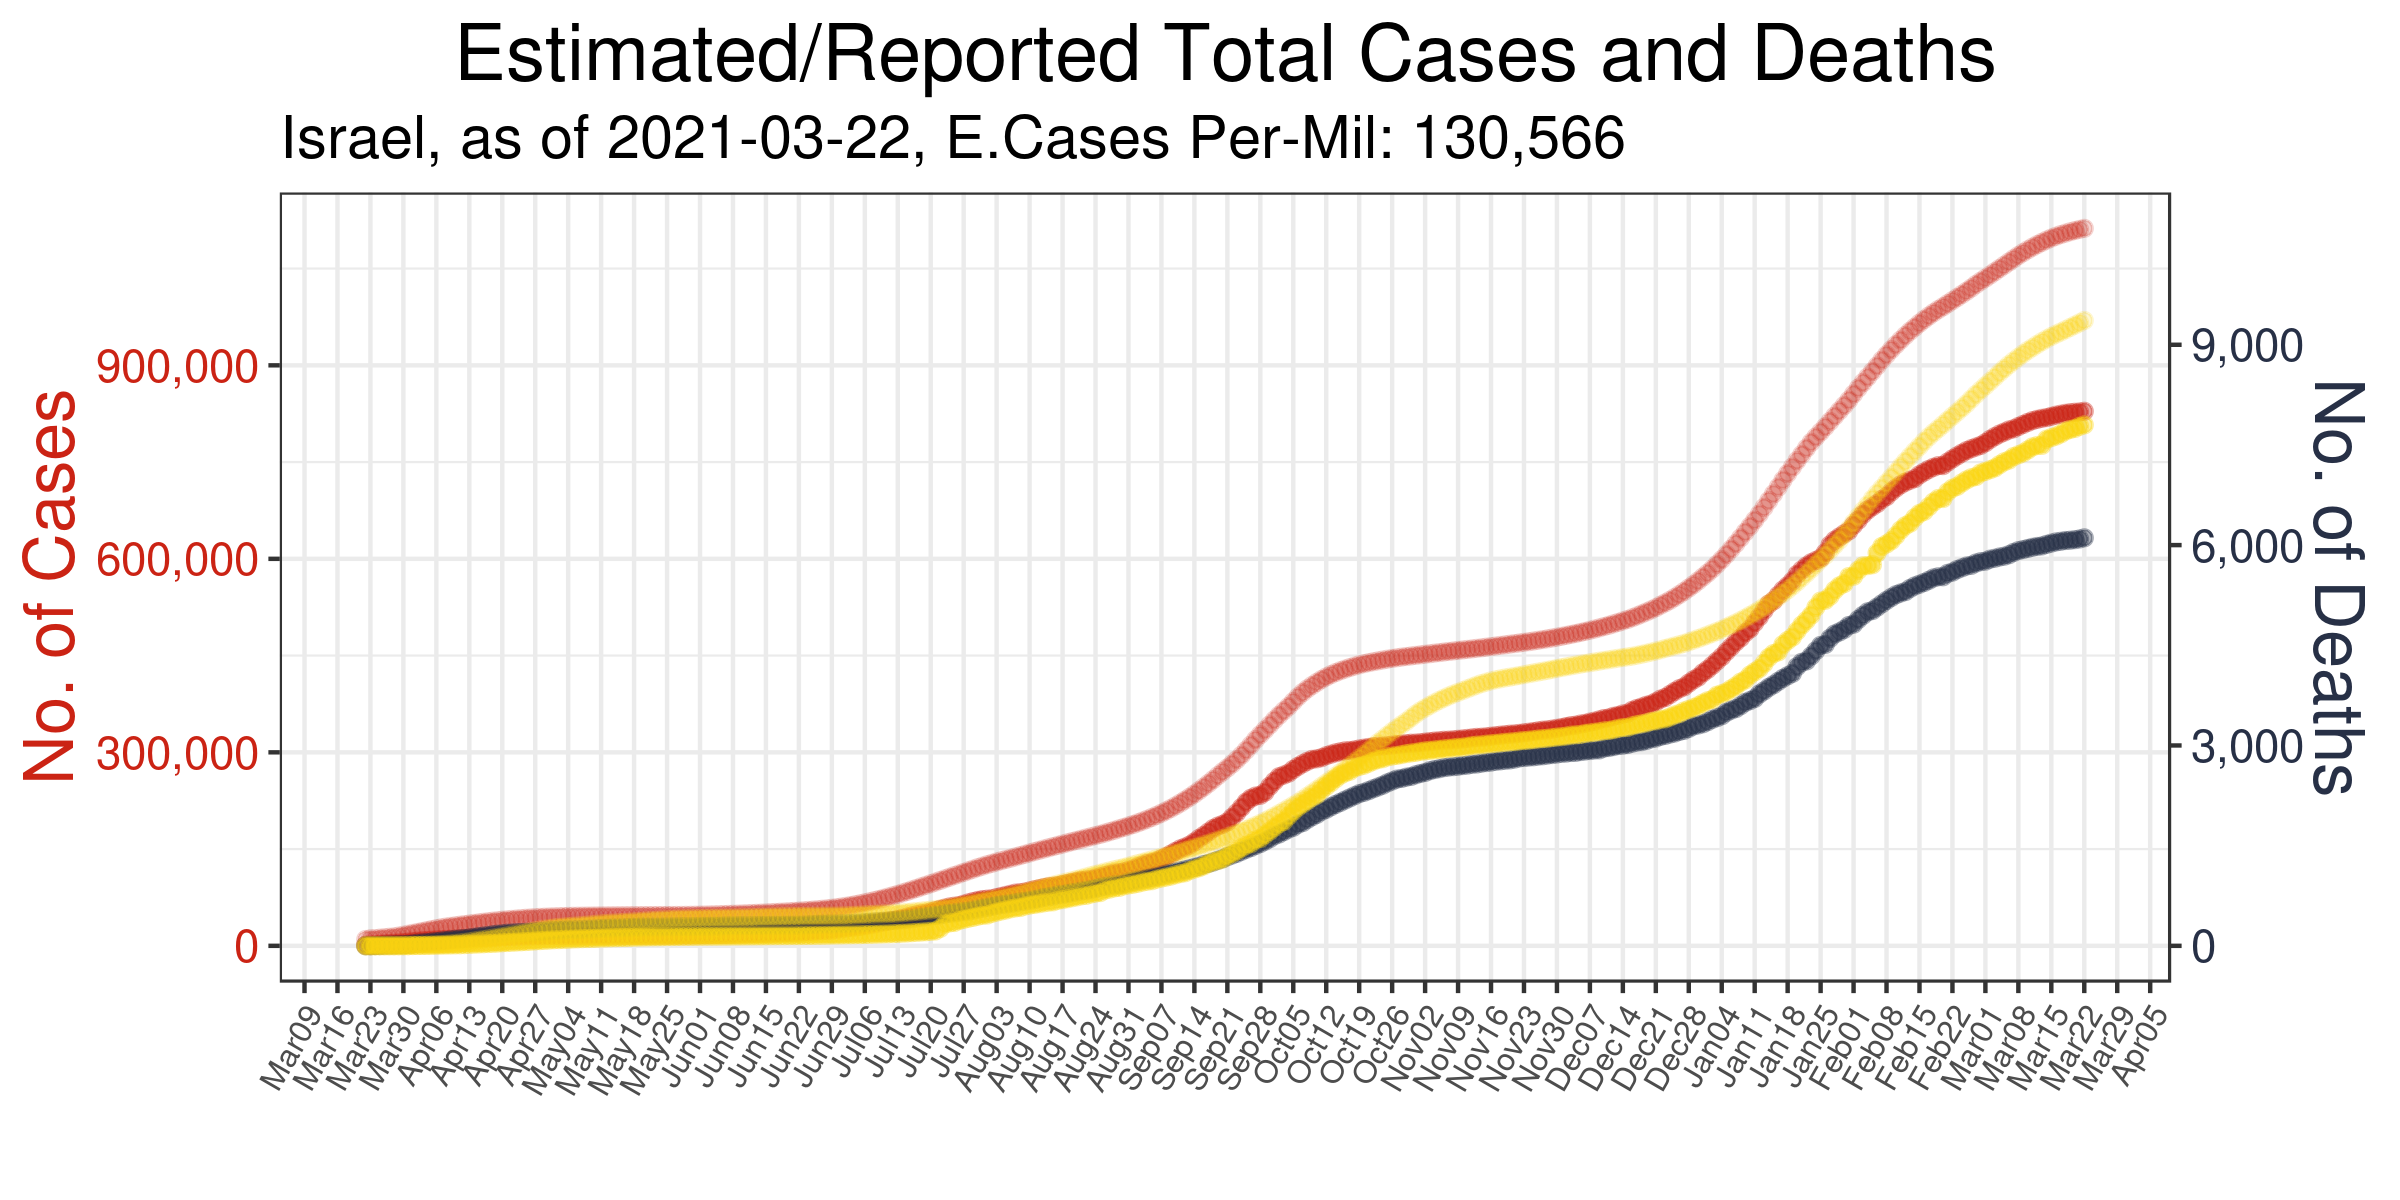 Estimated/Reported Total Cases and Deaths
Israel, as of 2021-03-22, E.Cases Per-Mil: 130,566
No. of Cases
900,000
600,000
300,000
0
9,000
6,000
3,000
0
No. of Deaths
Mar09 Mar16 Mar23 Mar30 Apr06 Apr13 Apr20 Apr27 May04 May11 May18 May25 Jun01 Jun08 Jun15 Jun22 Jun29 Jul06 Jul13 Jul20 Jul27 Aug03 Aug10 Aug17 Aug24 Aug31 Sep07 Sep14 Sep21 Sep28 Oct05 Oct12 Oct19 Oct26 Nov02 Nov09 Nov16 Nov23 Nov30 Dec07 Dec14 Dec21 Dec28 Jan04 Jan11 Jan18 Jan25 Feb01 Feb08 Feb15 Feb22 Mar01 Mar08 Mar15 Mar22 Mar29 Apr05